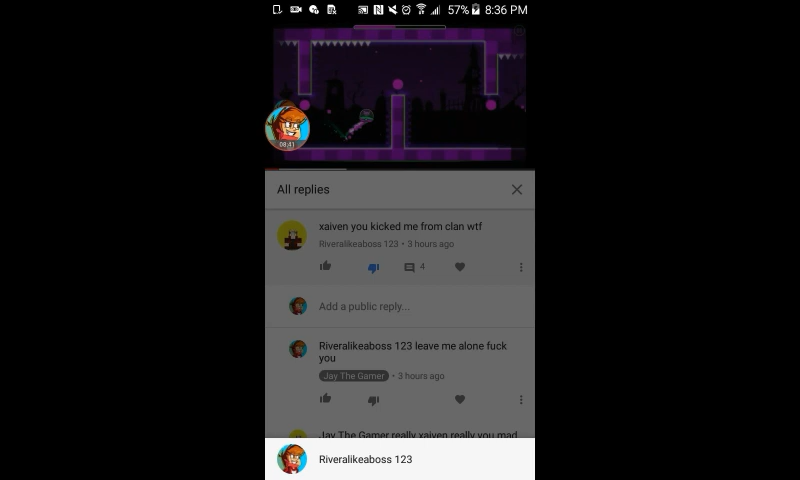 57% 8:36 PM
08:41
All replies
xaiven you kicked me from clan wtf
Riveralikeaboss 123 • 3 hours ago
4
Add a public reply...
Riveralikeaboss 123 leave me alone fuck
you
Jay The Gamer • 3 hours ago
Jay The Gamer really xaiven really you mad
Riveralikeaboss 123